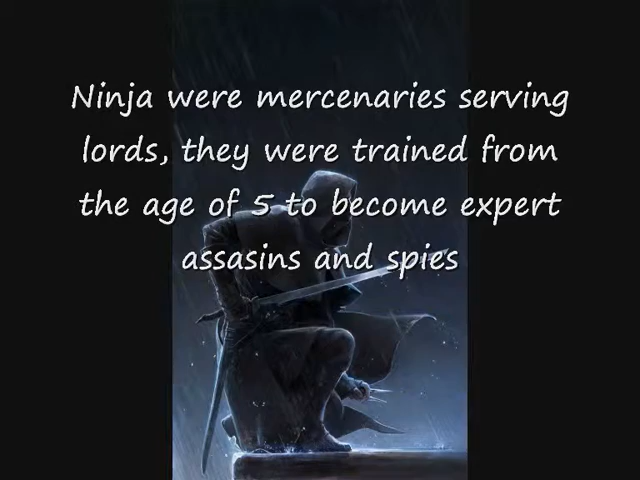 Ninja were mercenaries serving
lords, they were trained from
the age of 5 to become expert
assasins and spies